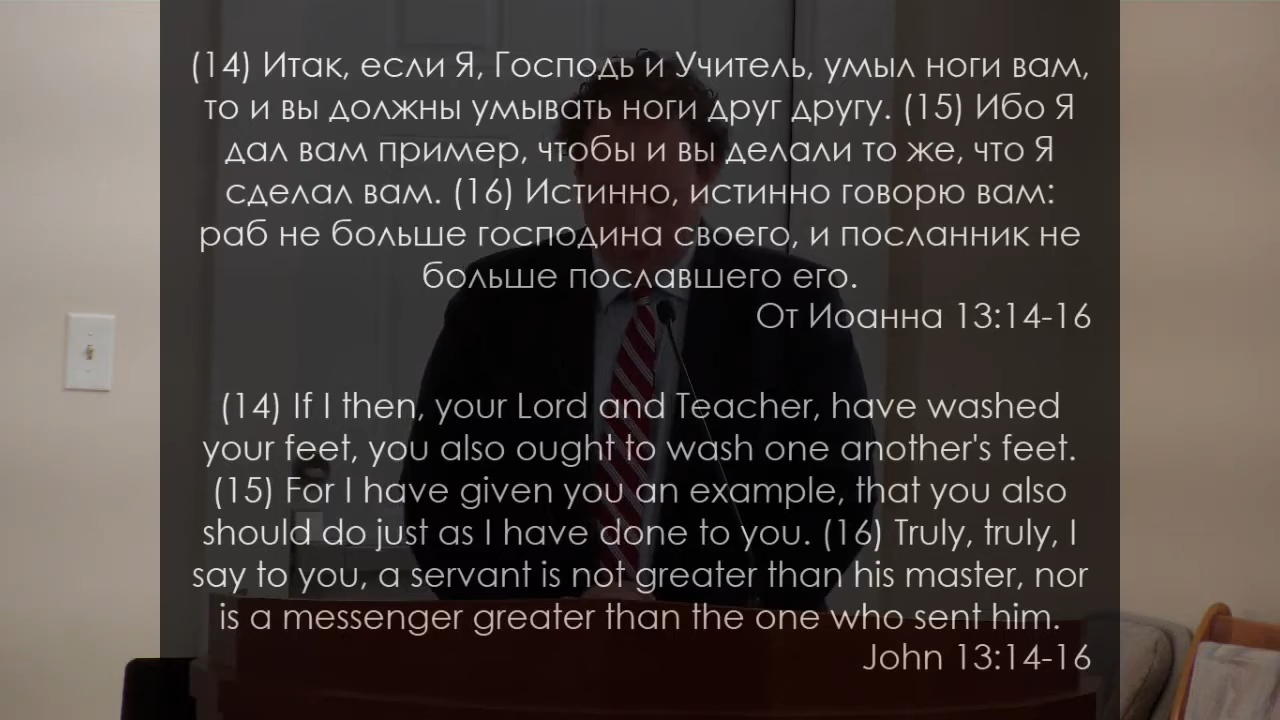 (14) Итак, если Я, Господь и Учитель, умыл ноги вам,
то и вы должны умывать ноги друг другу. (15) Ибо Я
дал вам пример, чтобы и вы делали то же, что Я
сделал вам. (16) Истинно, истинно говорю вам:
раб не больше господина своего, и посланник не
больше пославшего его.
От Иоанна 13:14-16
(14) If I then, your Lord and Teacher, have washed
your feet, you also ought to wash one another's feet.
(15) For I have given you an example, that you also
should do just as I have done to you. (16) Truly, truly, I
say to you, a servant is not greater than his master, nor
is a messenger greater than the one who sent him.
John 13:14-16